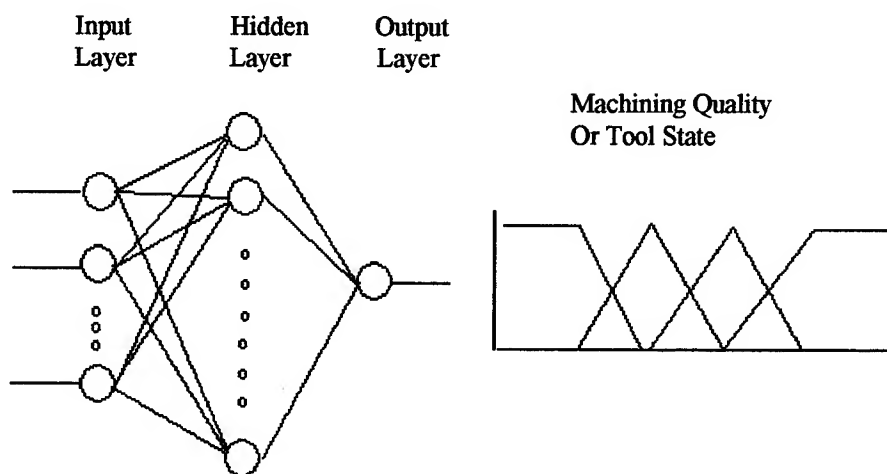 Input
Layer
Hidden
Layer
Output
Layer
Machining Quality
Or Tool State